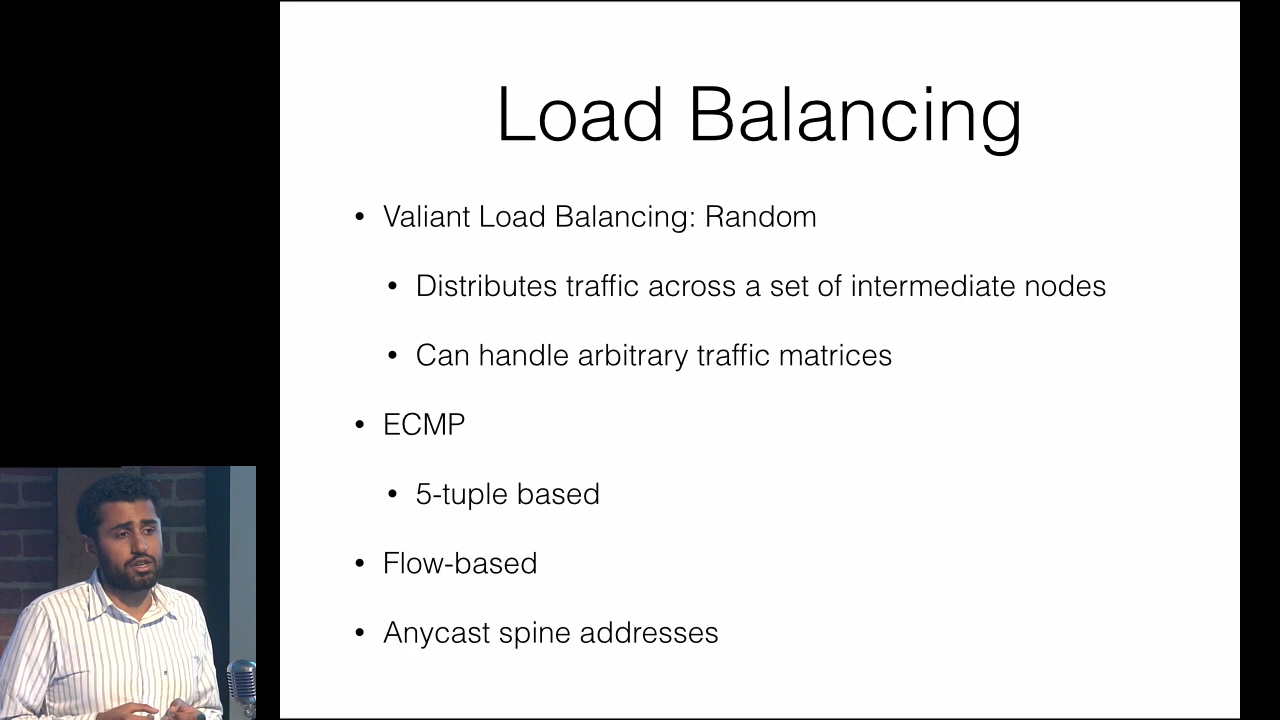 Load Balancing
• Valiant Load Balancing: Random
• Distributes traffic across a set of intermediate nodes
• Can handle arbitrary traffic matrices
• ECMP
• 5-tuple based
• Flow-based
• Anycast spine addresses